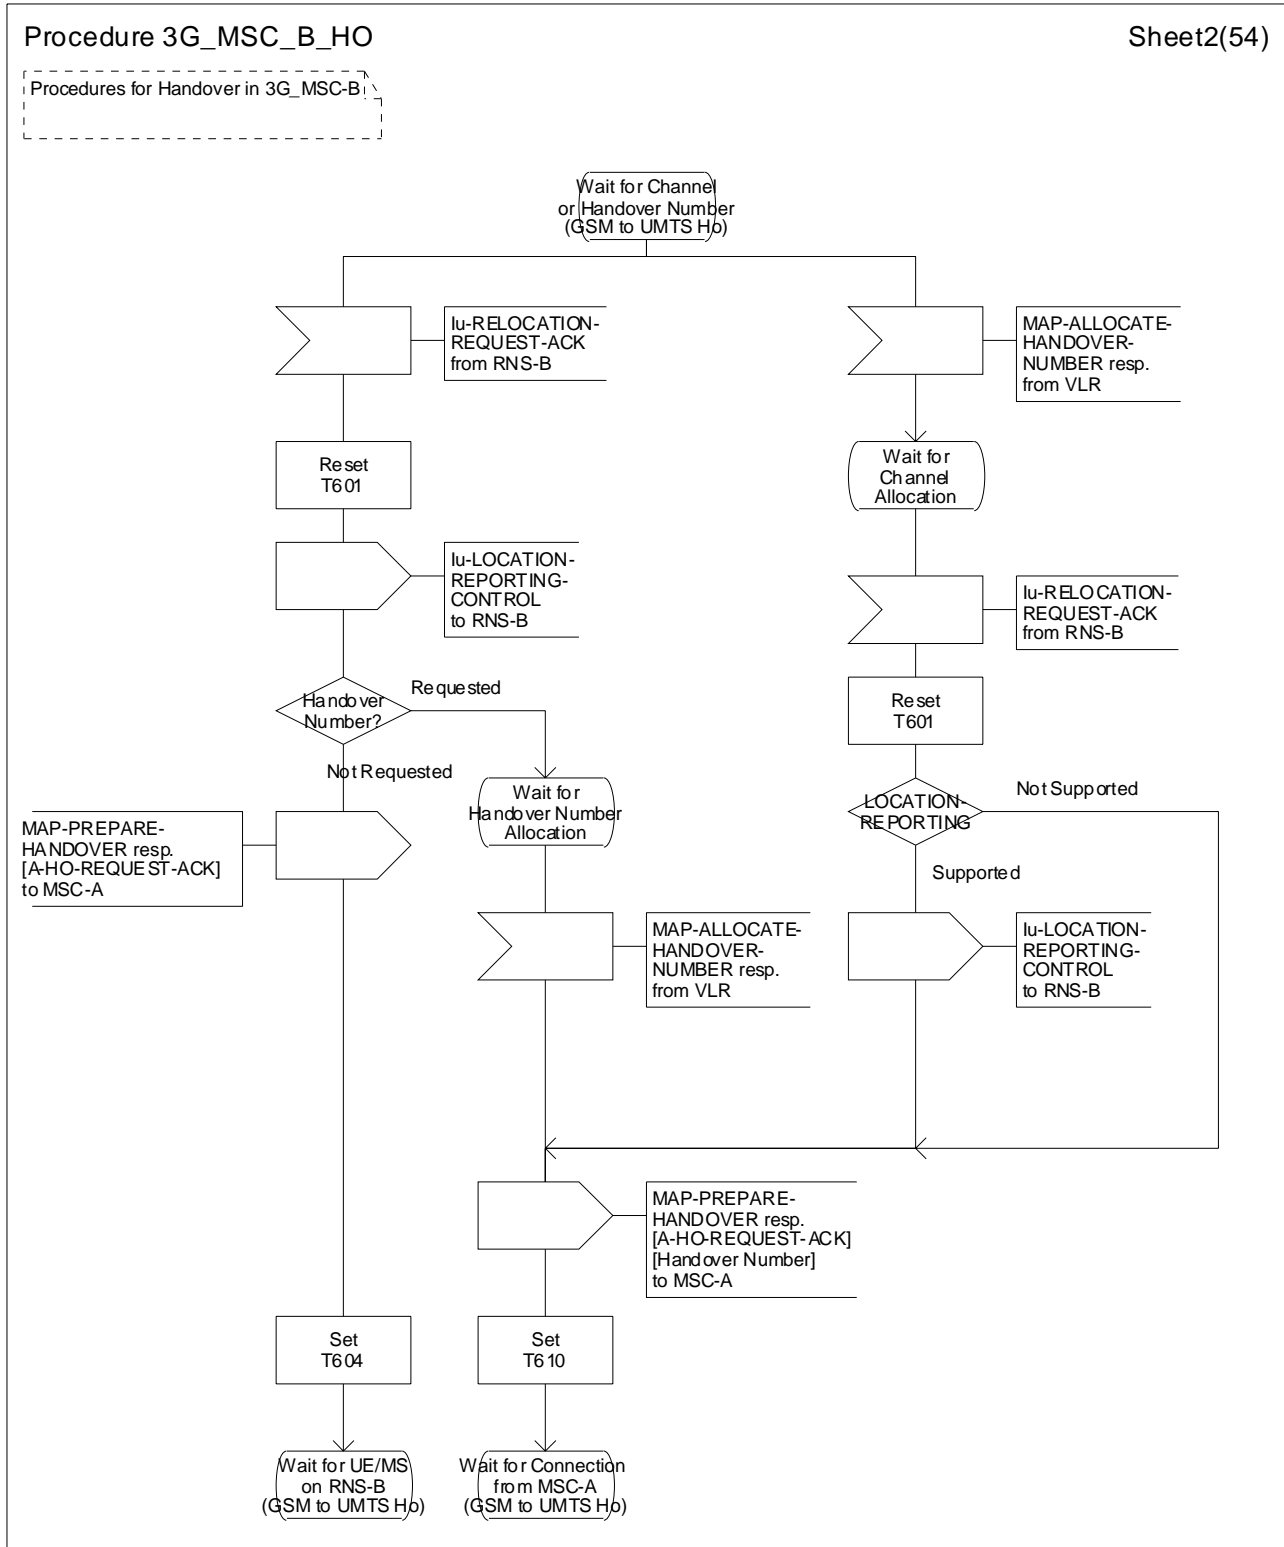 Procedure 3G_MSC_B_HO
Sheet2(54)
Procedures for Handover in 3G_MSC-B
Wait for Channel
or Handover Number
(GSM to UMTS Ho)
Iu-RELOCATION-
REQUEST-ACK
from RNS-B
MAP-ALLOCATE-
HANDOVER-
NUMBER resp.
from VLR
Reset
T601
Wait for
Channel
Allocation
Iu-LOCATION-
REPORTING-
CONTROL
to RNS-B
Iu-RELOCATION-
REQUEST-ACK
from RNS-B
Handover
Number?
Requested
Not Requested
Reset
T601
Wait for
Handover Number
Allocation
LOCATION-
REPORTING
Not Supported
Supported
MAP-PREPARE-
HANDOVER resp.
[A-HO-REQUEST-ACK]
to MSC-A
MAP-ALLOCATE-
HANDOVER-
NUMBER resp.
from VLR
Iu-LOCATION-
REPORTING-
CONTROL
to RNS-B
MAP-PREPARE-
HANDOVER resp.
[A-HO-REQUEST-ACK]
[Handover Number]
to MSC-A
Set
T604
Set
T610
Wait for UE/MS
on RNS-B
(GSM to UMTS Ho)
Wait for Connection
from MSC-A
(GSM to UMTS Ho)